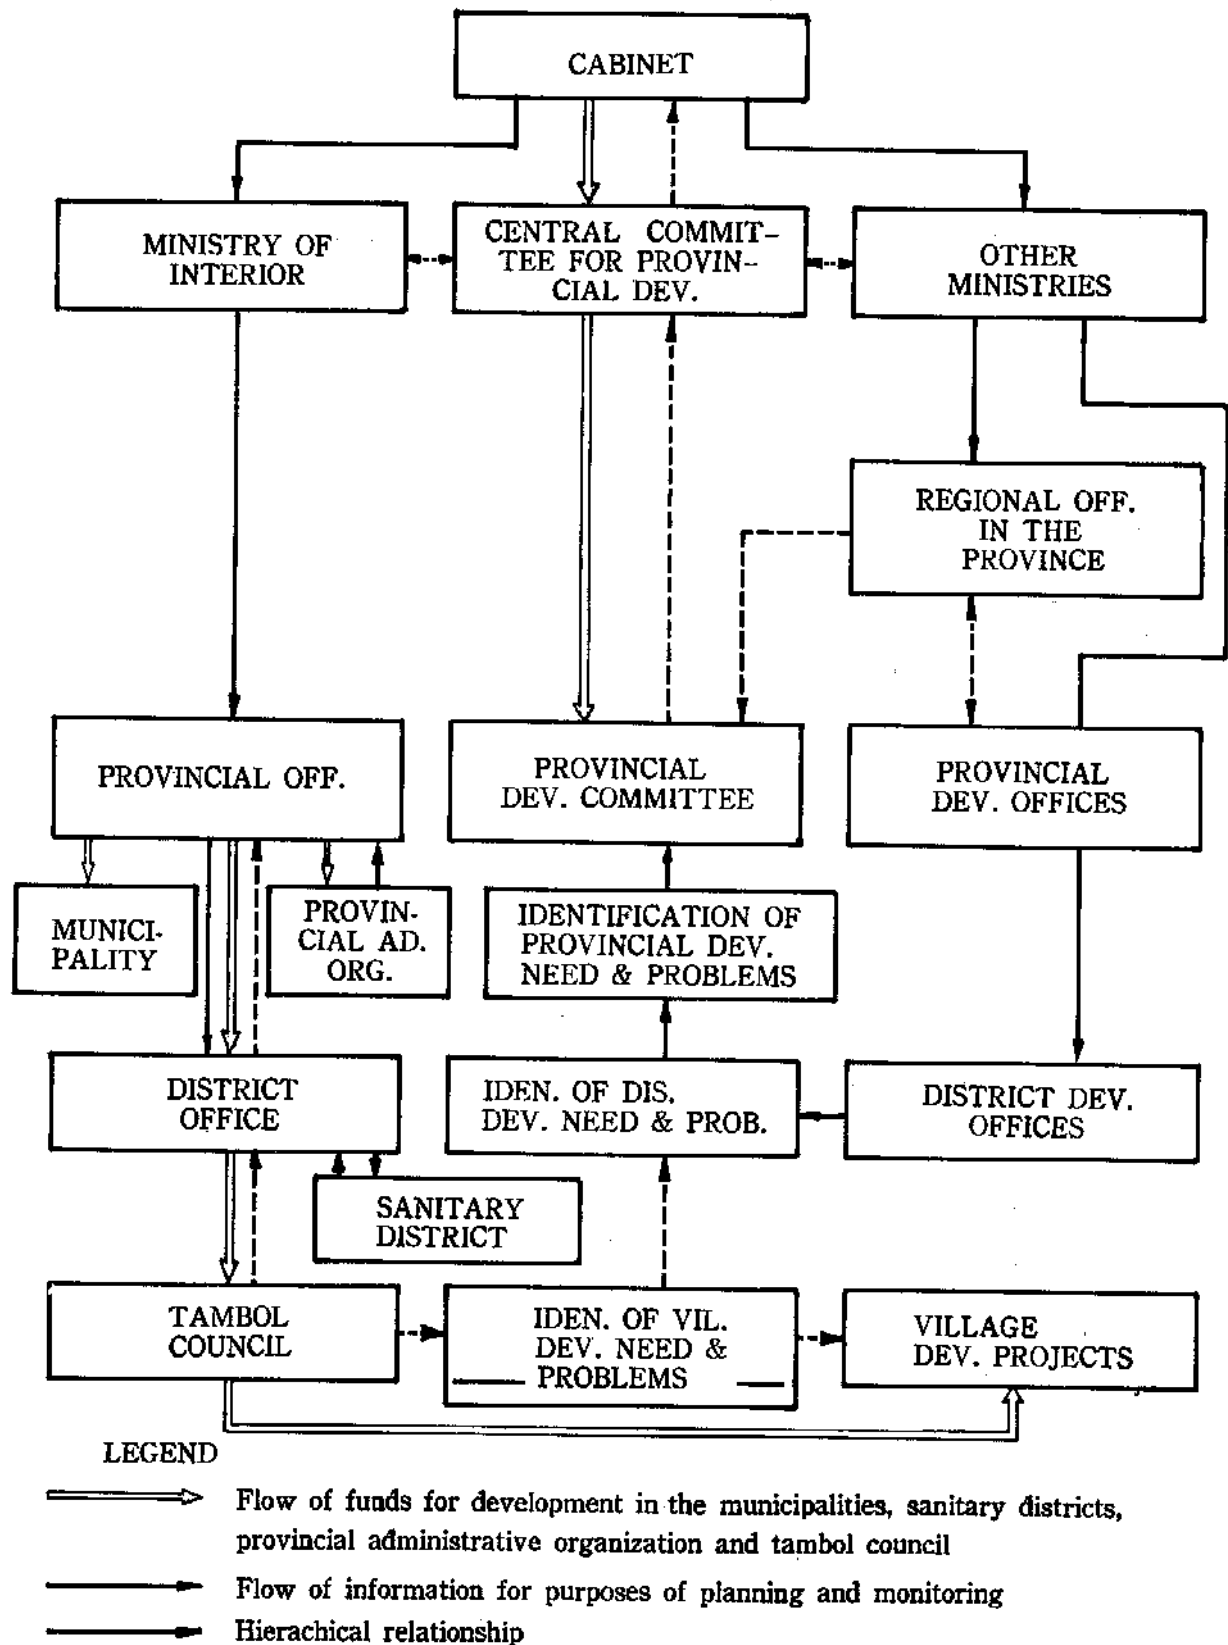 CABINET
MINISTRY OF
INTERIOR
CENTRAL COMMIT-
TEE FOR PROVIN-
CIAL DEV.
OTHER
MINISTRIES
REGIONAL OFF.
IN THE
PROVINCE
PROVINCIAL OFF.
PROVINCIAL
DEV. COMMITTEE
PROVINCIAL
DEV. OFFICES
MUNICI-
PALITY
PROVIN-
CIAL AD.
ORG.
IDENTIFICATION OF
PROVINCIAL DEV.
NEED & PROBLEMS
DISTRICT
OFFICE
IDEN. OF DIS.
DEV. NEED & PROB.
DISTRICT DEV.
OFFICES
SANITARY
DISTRICT
TAMBOL
COUNCIL
IDEN. OF VIL.
DEV. NEED &
PROBLEMS
VILLAGE
DEV. PROJECTS
LEGEND
Flow of funds for development in the municipalities, sanitary districts,
provincial administrative organization and tambol council
Flow of information for purposes of planning and monitoring
Hierachical relationship